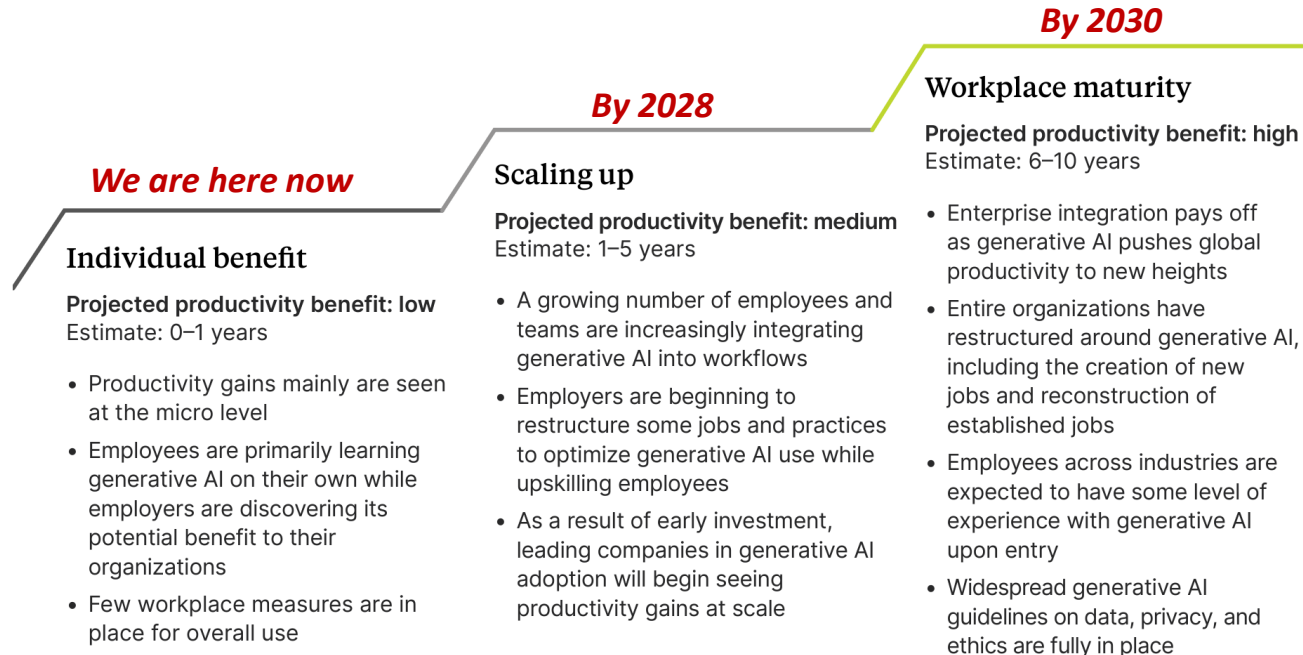 We are here now
Individual benefit
Projected productivity benefit: low
Estimate: 0–1 years
• Productivity gains mainly are seen
at the micro level
• Employees are primarily learning
generative AI on their own while
employers are discovering its
potential benefit to their
organizations
• Few workplace measures are in
place for overall use
By 2028
Scaling up
Projected productivity benefit: medium
Estimate: 1–5 years
• A growing number of employees and
teams are increasingly integrating
generative AI into workflows
• Employers are beginning to
restructure some jobs and practices
to optimize generative AI use while
upskilling employees
• As a result of early investment,
leading companies in generative AI
adoption will begin seeing
productivity gains at scale
By 2030
Workplace maturity
Projected productivity benefit: high
Estimate: 6–10 years
• Enterprise integration pays off
as generative AI pushes global
productivity to new heights
• Entire organizations have
restructured around generative AI,
including the creation of new
jobs and reconstruction of
established jobs
• Employees across industries are
expected to have some level of
experience with generative AI
upon entry
• Widespread generative AI
guidelines on data, privacy, and
ethics are fully in place